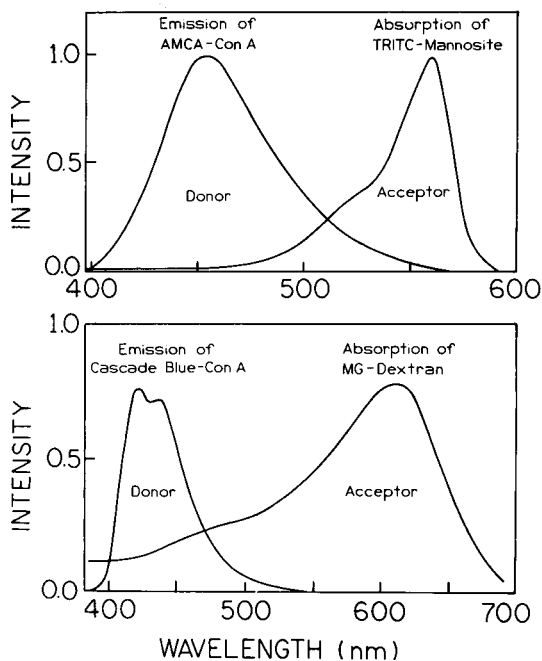 Emission of
AMCA-Con A
Absorption of
TRITC-Mannosite
1.0
0.5
0.0
INTENSITY
Donor
Acceptor
400
500
600
1.0
0.5
0.0
INTENSITY
Emission of
Cascade Blue-Con A
Absorption of
MG-Dextran
Donor
Acceptor
400
500
600
700
WAVELENGTH (nm)